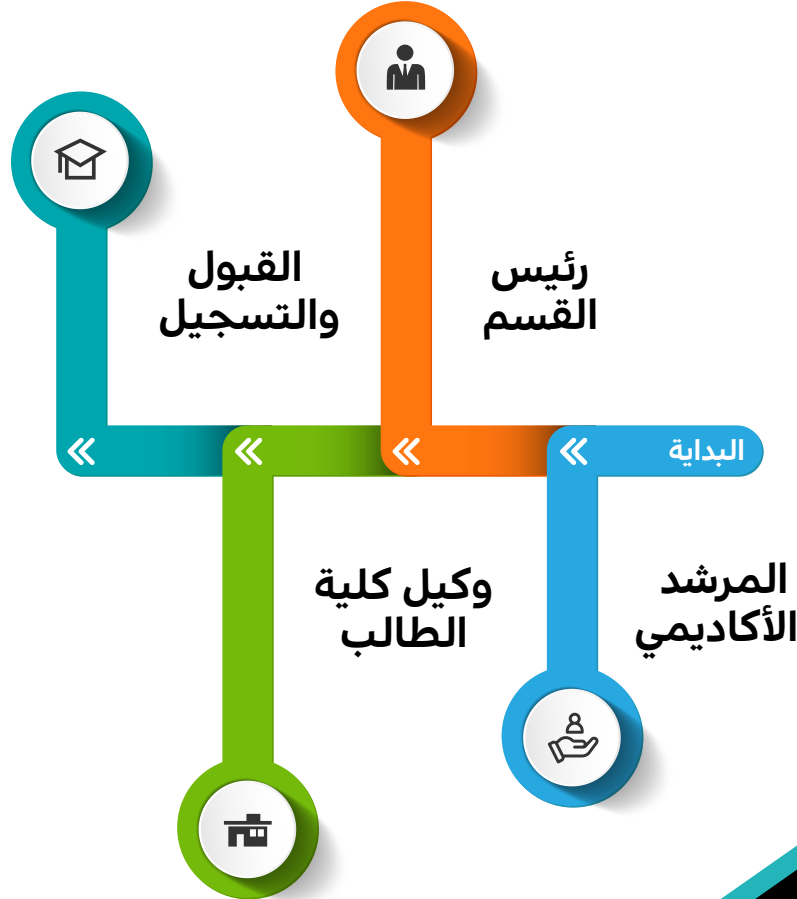 البداية
المرشد
الأكاديمي
رئيس
القسم
وكيل كلية
الطالب
القبول
والتسجيل